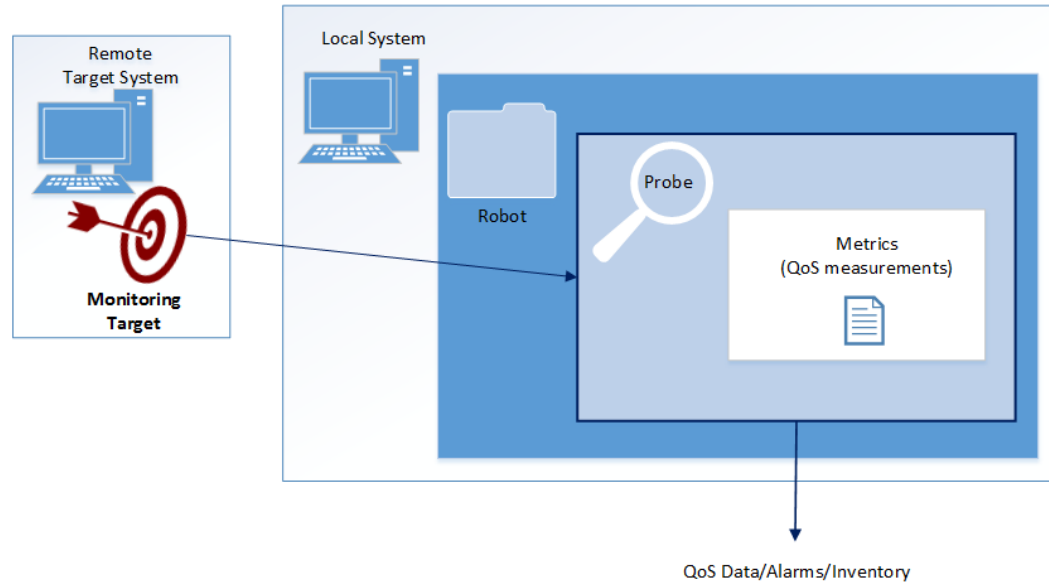 Remote
Target System
Monitoring
Target
Local System
Robot
Probe
Metrics
(QoS measurements)
QoS Data/Alarms/Inventory